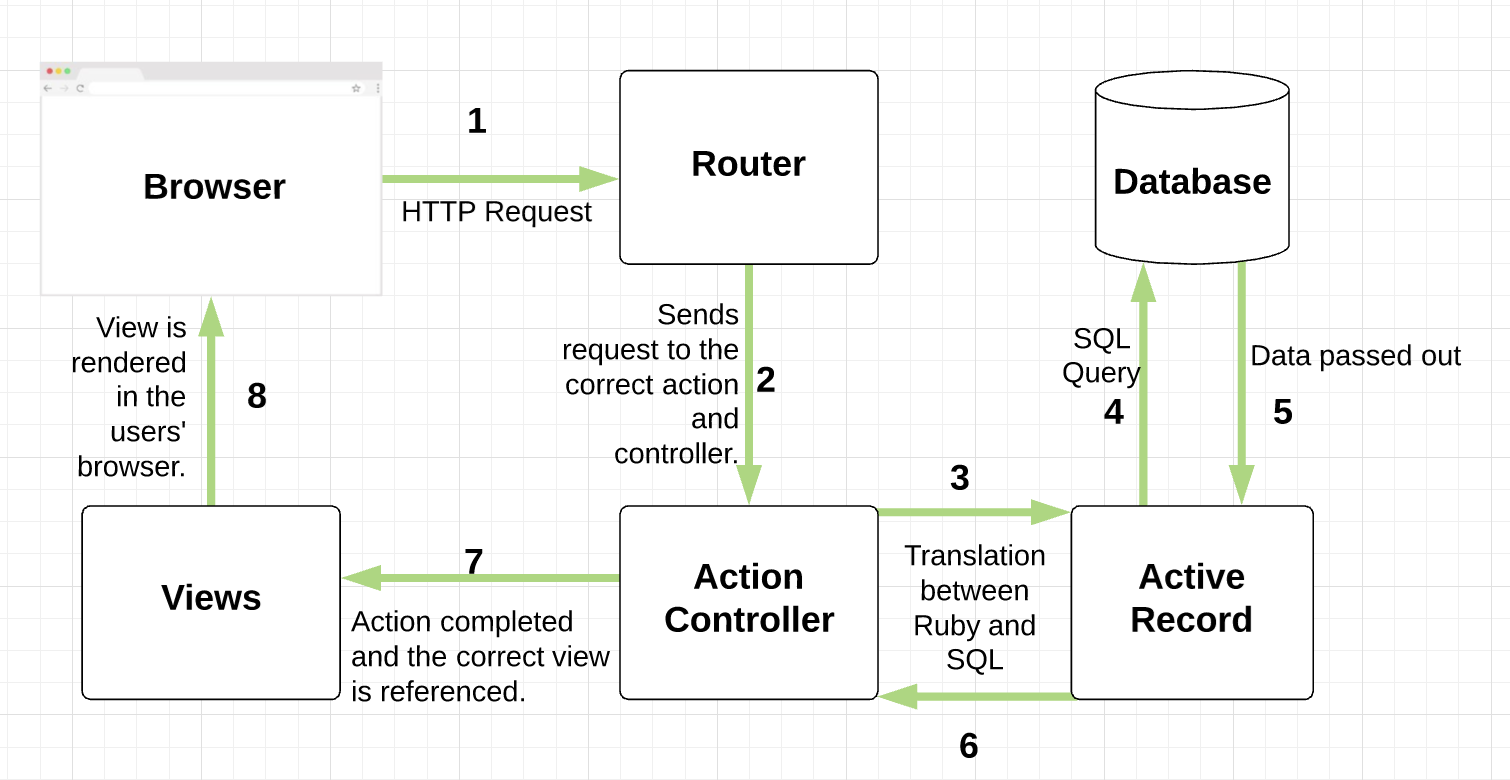 Browser
1
HTTP Request
Router
Database
View is
rendered
in the
users'
browser.
8
Sends
request to the
correct action
and
controller.
2
SQL
Query
4
Data passed out
5
Views
7
Action completed
and the correct view
is referenced.
Action
Controller
3
Translation
between
Ruby and
SQL
6
Active
Record